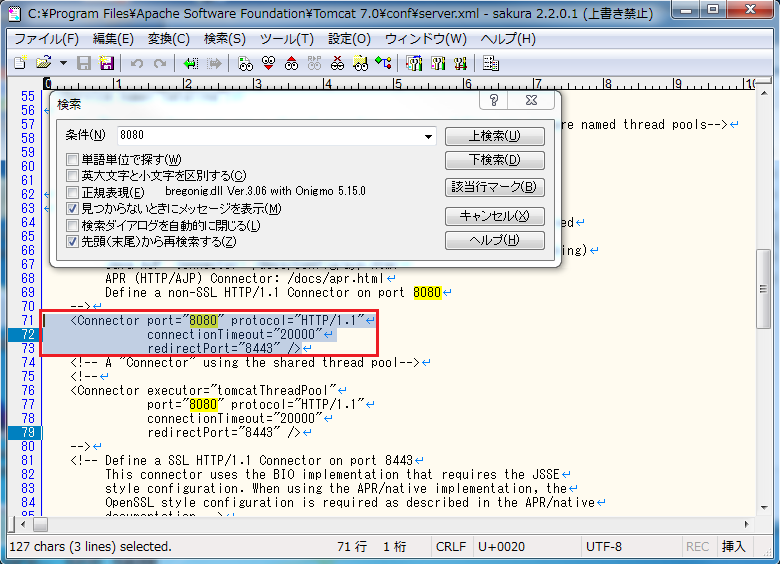 C:¥Program Files¥Apache Software Foundation¥Tomcat 7.0¥conf¥server.xml - sakura 2.2.0.1 (上書き禁止)
ファイル(F) 編集(E) 変換(C) 検索(S) ツール(T) 設定(O) ウィンドウ(W) ヘルプ(H)
0 1 2 3 4 5 6 7 8 9 10
55
56
57 re named thread pools-->
58
59
60
61
62
63
64 ed
65
66 ing)
67
68 APR (HTTP/AJP) Connector: /docs/apr.html
69 Define a non-SSL HTTP/1.1 Connector on port 8080
70 -->
71 <Connector port="8080" protocol="HTTP/1.1"
72 connectionTimeout="20000"
73 redirectPort="8443" />
74 <!-- A "Connector" using the shared thread pool-->
75 <!--
76 <Connector executor="tomcatThreadPool"
77 port="8080" protocol="HTTP/1.1"
78 connectionTimeout="20000"
79 redirectPort="8443" />
80 -->
81 <!-- Define a SSL HTTP/1.1 Connector on port 8443
82 This connector uses the BIO implementation that requires the JSSE
83 style configuration. When using the APR/native implementation, the
84 OpenSSL style configuration is required as described in the APR/native
85
検索
条件(N) 8080
単語単位で探す(W)
英大文字と小文字を区別する(C)
正規表現(E) bregonig.dll Ver.3.06 with Onigmo 5.15.0
見つからないときにメッセージを表示(M)
検索ダイアログを自動的に閉じる(L)
先頭(末尾)から再検索する(Z)
上検索(U)
下検索(D)
該当行マーク(B)
キャンセル(X)
ヘルプ(H)
127 chars (3 lines) selected. 71 行 1 桁 CRLF U+0020 UTF-8 REC 挿入